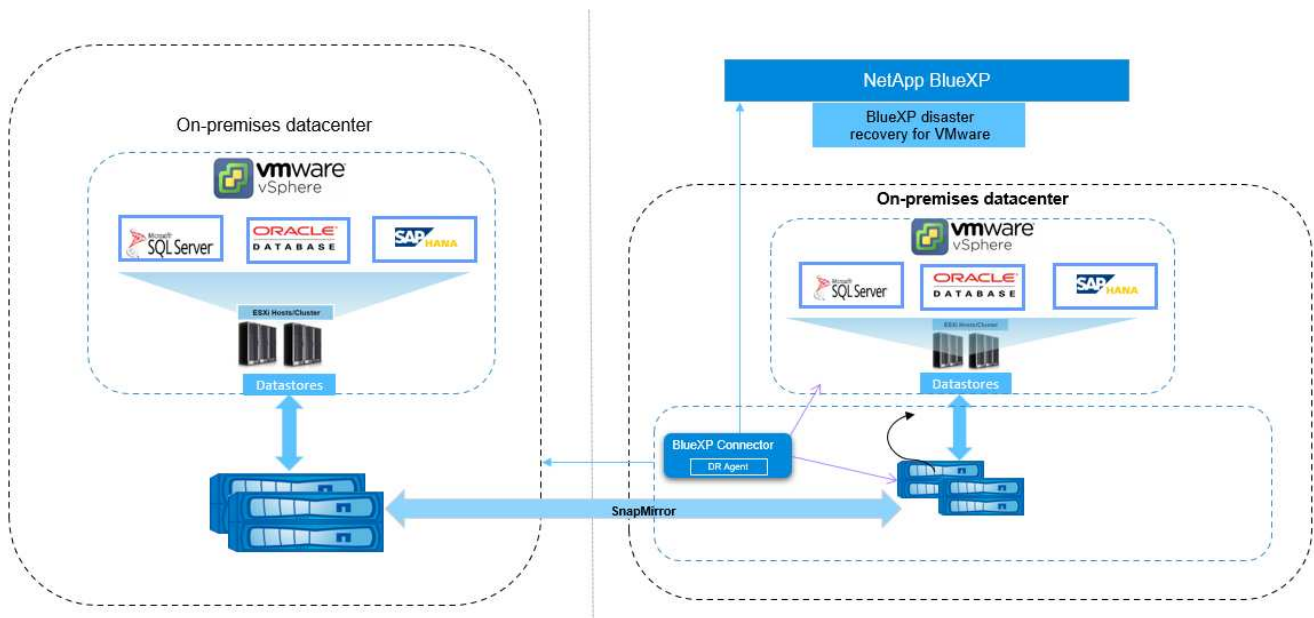 On-premises datacenter
vmware
vSphere
Microsoft
SQL Server
ORACLE
DATABASE
SAP HANA
ESXi Hosts/Cluster
Datastores
NetApp BlueXP
BlueXP disaster
recovery for VMware
On-premises datacenter
vmware
vSphere
Microsoft
SQL Server
ORACLE
DATABASE
SAP HANA
ESXi Hosts/Cluster
Datastores
BlueXP Connector
DR Agent
SnapMirror